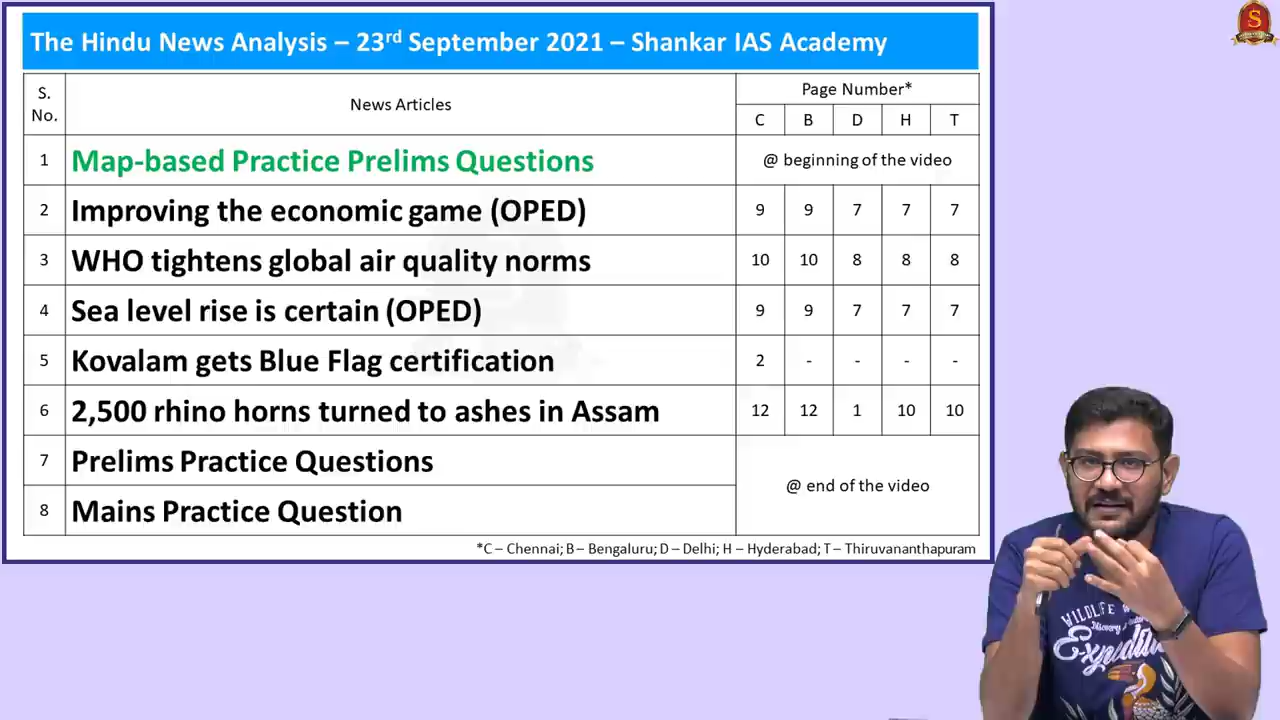 The Hindu News Analysis – 23rd September 2021 – Shankar IAS Academy
S. No. News Articles Page Number*
C B D H T
1 Map-based Practice Prelims Questions @ beginning of the video
2 Improving the economic game (OPED) 9 9 7 7 7
3 WHO tightens global air quality norms 10 10 8 8 8
4 Sea level rise is certain (OPED) 9 9 7 7 7
5 Kovalam gets Blue Flag certification 2 - - - -
6 2,500 rhino horns turned to ashes in Assam 12 12 1 10 10
7 Prelims Practice Questions @ end of the video
8 Mains Practice Question
*C – Chennai; B – Bengaluru; D – Delhi; H – Hyderabad; T – Thiruvananthapuram
S
WILDLIFE
Expediti